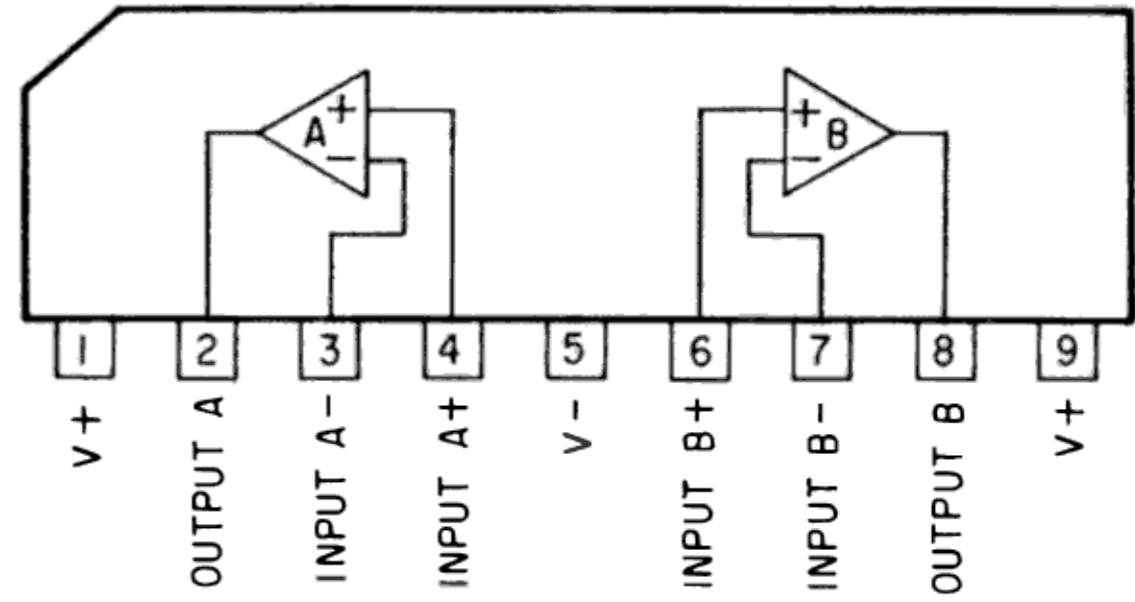 A + -
+ - B
1 2 3 4 5 6 7 8 9
V+
OUTPUT A
INPUT A-
INPUT A+
V-
INPUT B+
INPUT B-
OUTPUT B
V+